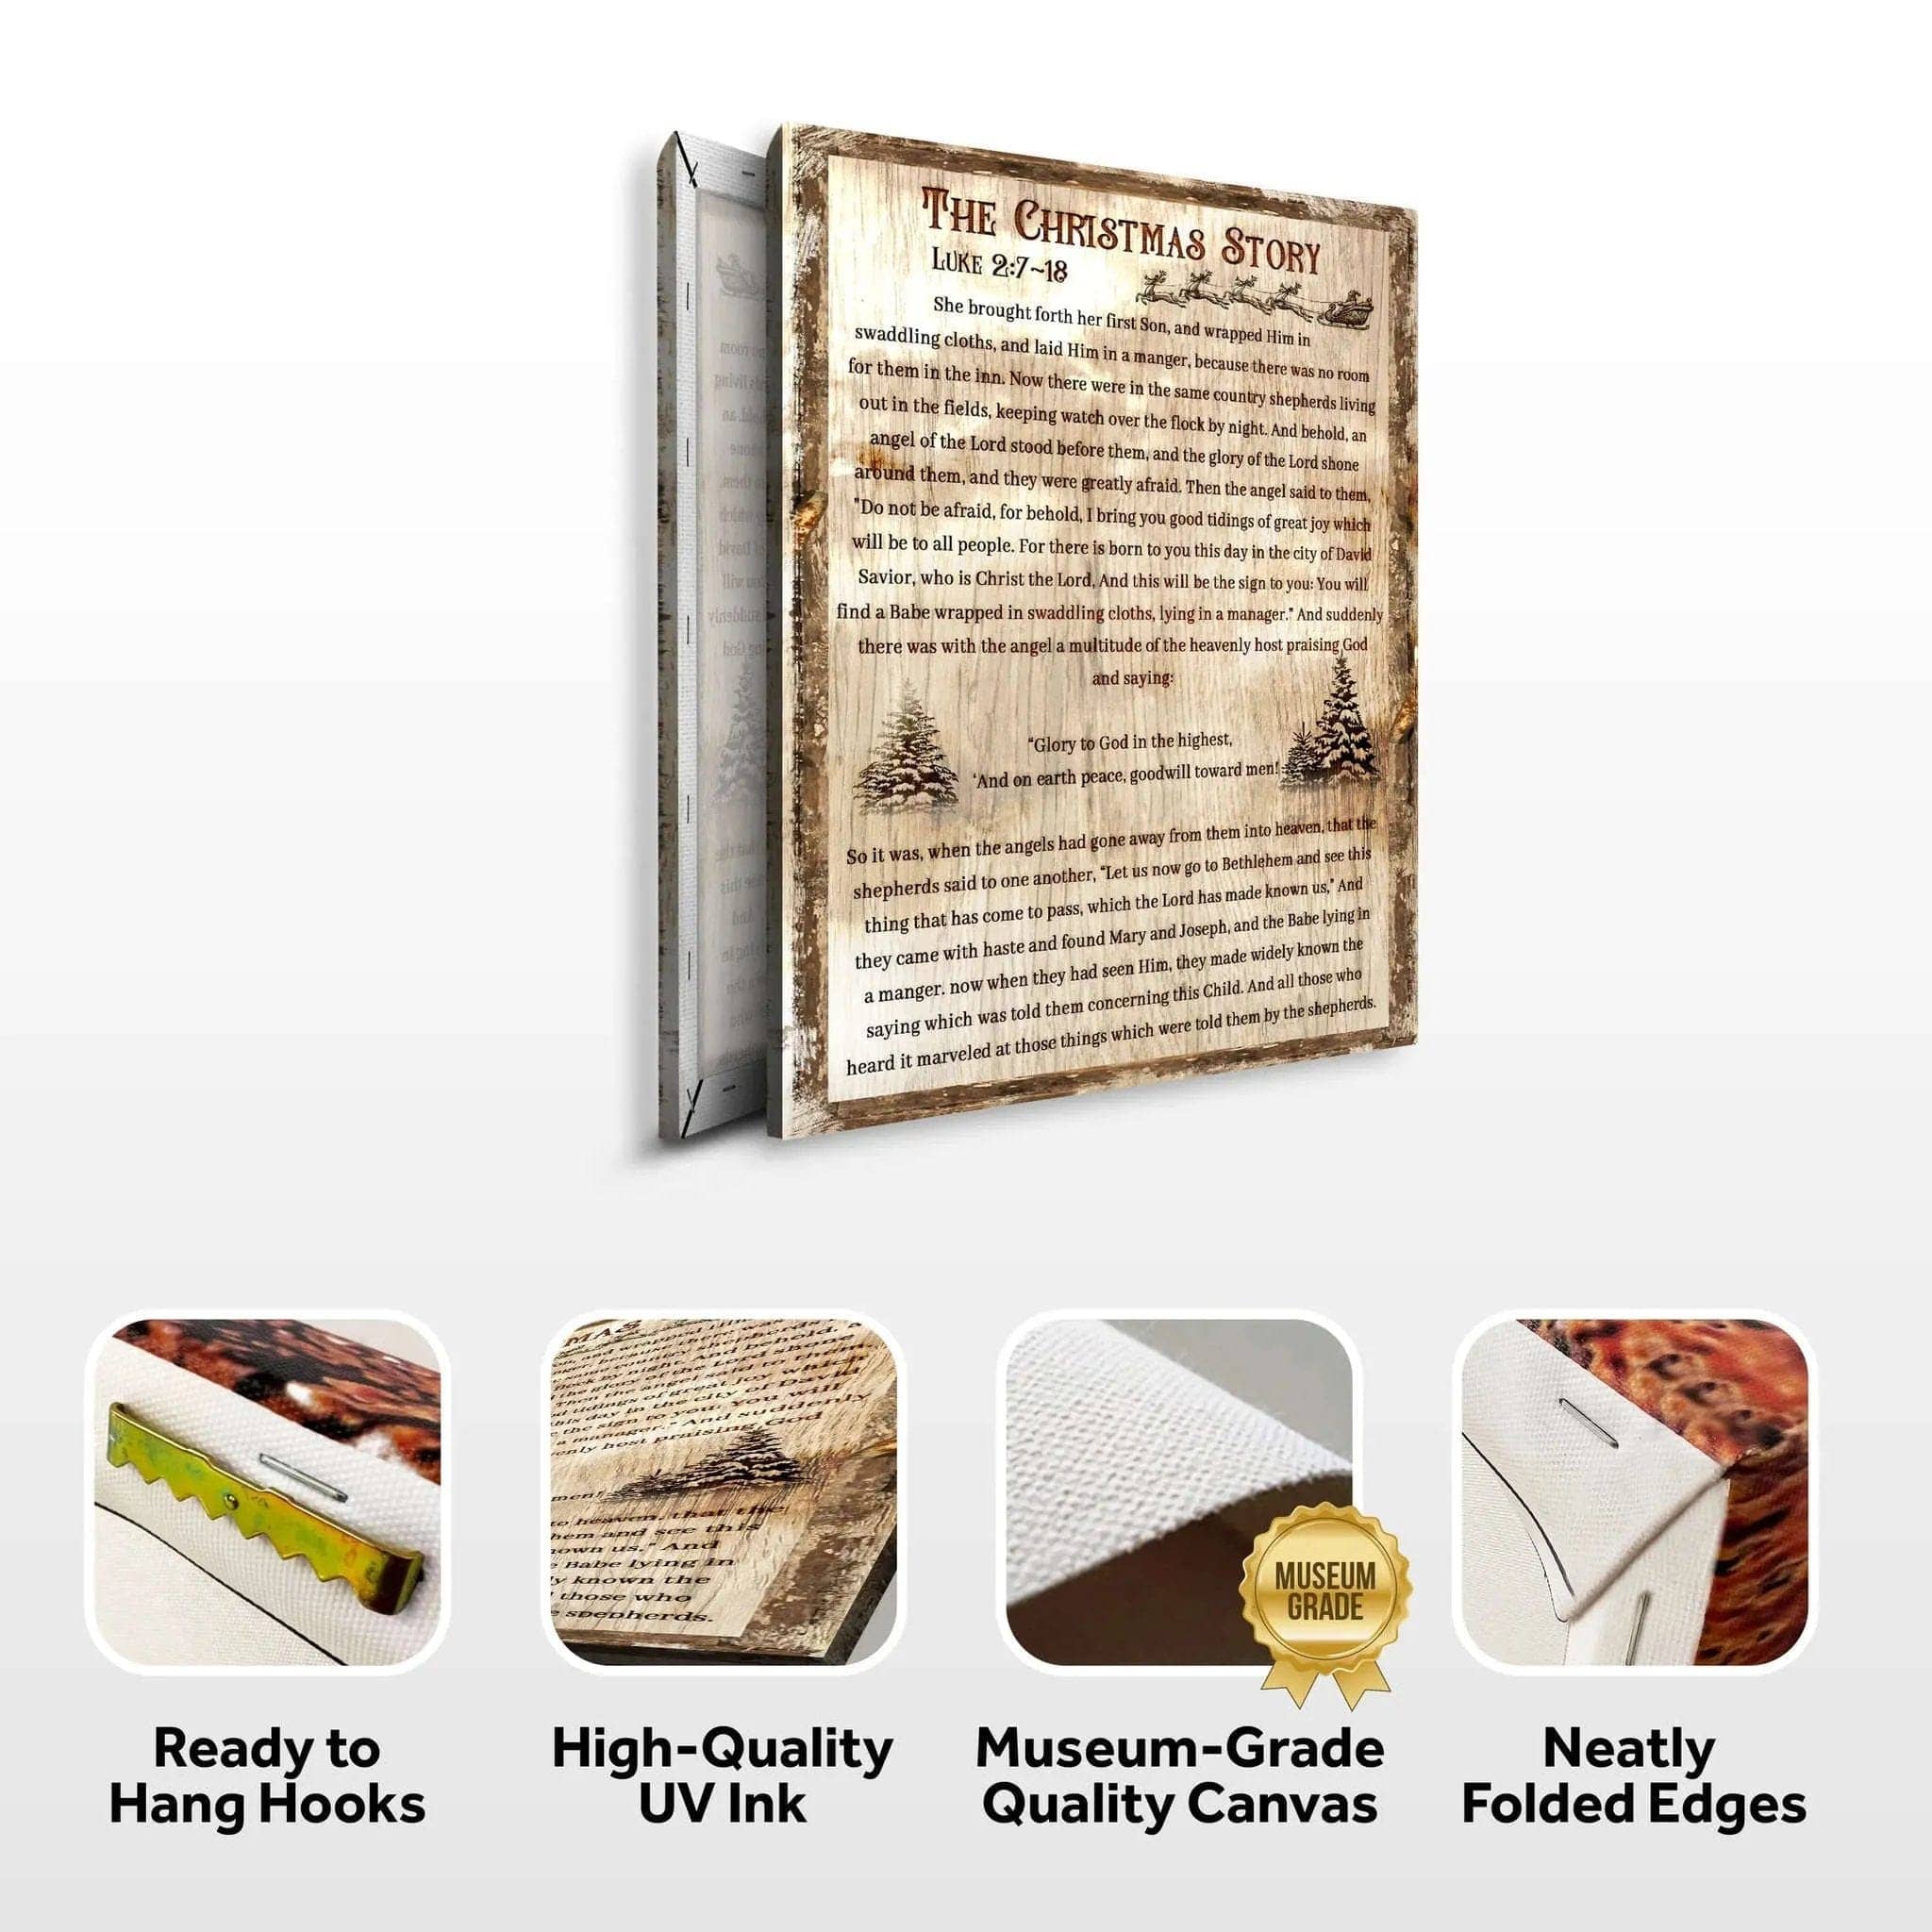 THE CHRISTMAS STORY
LUKE 2:7~18
She brought forth her first Son, and wrapped Him in
swaddling cloths, and laid Him in a manger, because there was no room
for them in the inn. Now there were in the same country shepherds living
out in the fields, keeping watch over the flock by night. And behold, an
angel of the Lord stood before them, and the glory of the Lord shone
around them, and they were greatly afraid. Then the angel said to them,
"Do not be afraid, for behold, I bring you good tidings of great joy which
will be to all people. For there is born to you this day in the city of David
Savior, who is Christ the Lord, And this will be the sign to you: You will
find a Babe wrapped in swaddling cloths, lying in a manager." And suddenly
there was with the angel a multitude of the heavenly host praising God
and saying:
“Glory to God in the highest,
‘And on earth peace, goodwill toward men!
So it was, when the angels had gone away from them into heaven, that the
shepherds said to one another, “Let us now go to Bethlehem and see this
thing that has come to pass, which the Lord has made known us," And
they came with haste and found Mary and Joseph, and the Babe lying in
a manger. now when they had seen Him, they made widely known the
saying which was told them concerning this Child. And all those who
heard it marveled at those things which were told them by the shepherds.
MUSEUM
GRADE
Ready to
Hang Hooks
High-Quality
UV Ink
Museum-Grade
Quality Canvas
Neatly
Folded Edges